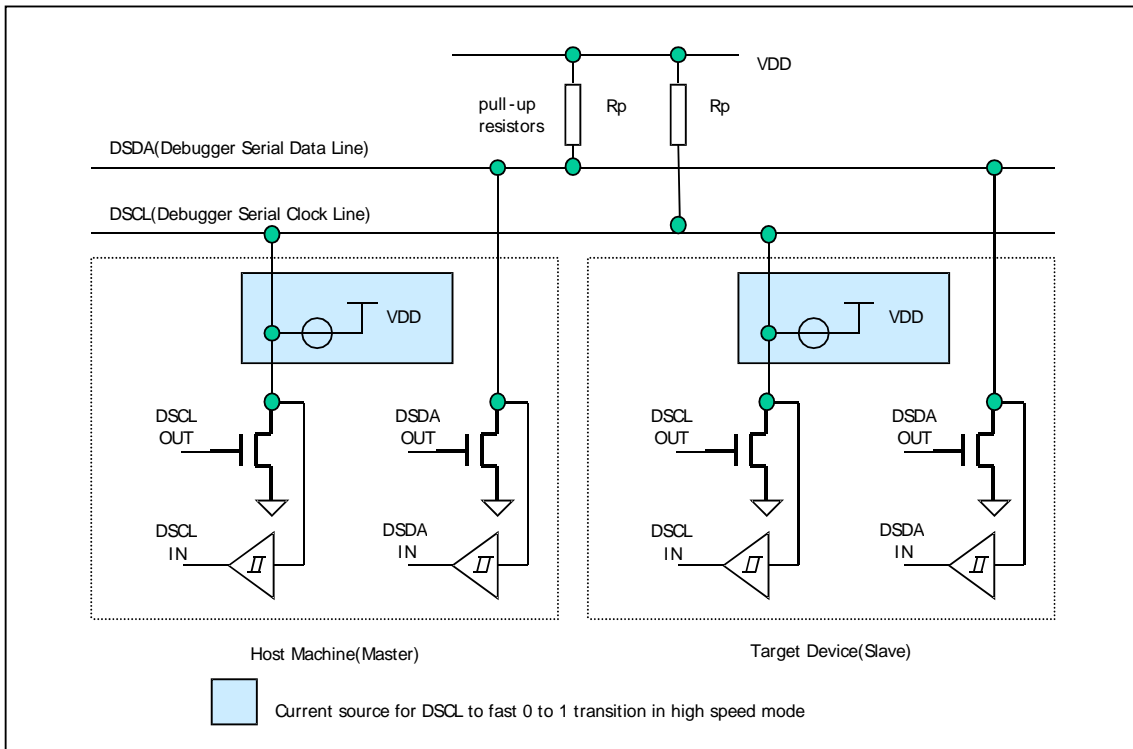 VDD
pull-up
resistors
Rp
Rp
DSDA(Debugger Serial Data Line)
DSCL(Debugger Serial Clock Line)
VDD
VDD
DSCL
OUT
DSDA
OUT
DSCL
OUT
DSDA
OUT
DSCL
IN
DSDA
IN
DSCL
IN
DSDA
IN
Host Machine(Master)
Target Device(Slave)
Current source for DSCL to fast 0 to 1 transition in high speed mode